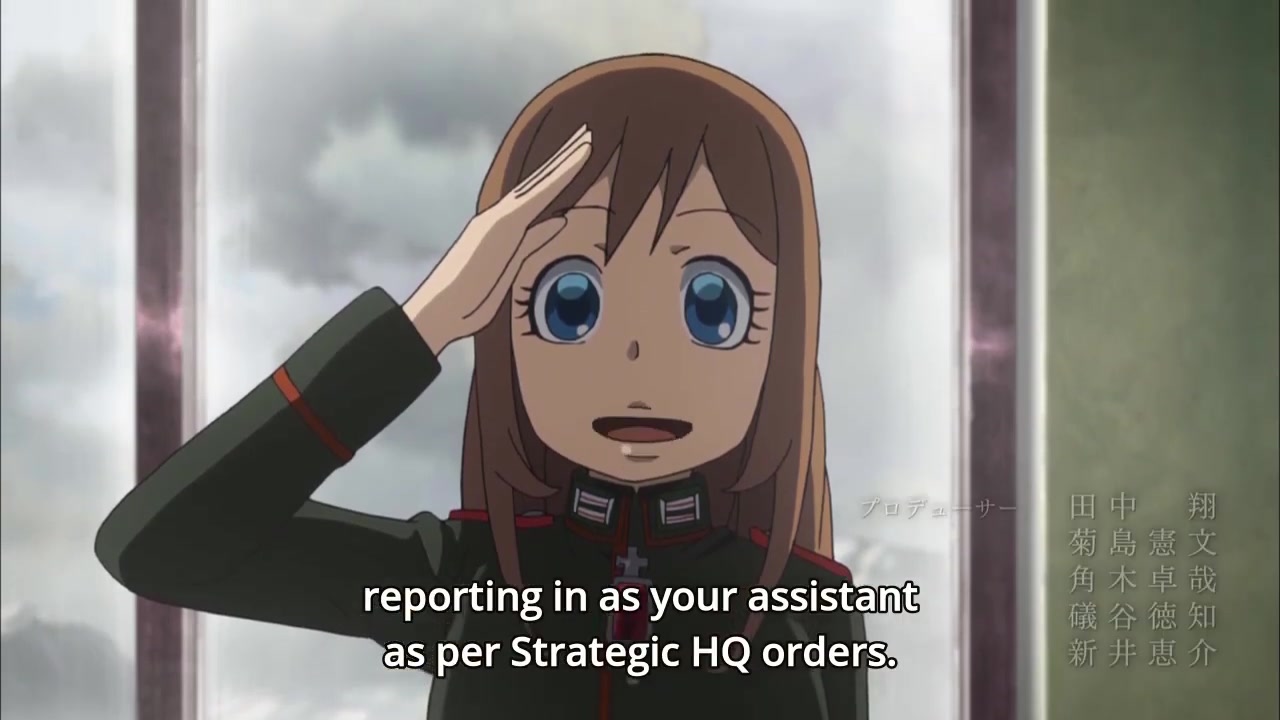 プロデューサー
田中 翔
菊島憲文
角木卓哉
礒谷徳知
新井恵介
reporting in as your assistant
as per Strategic HQ orders.